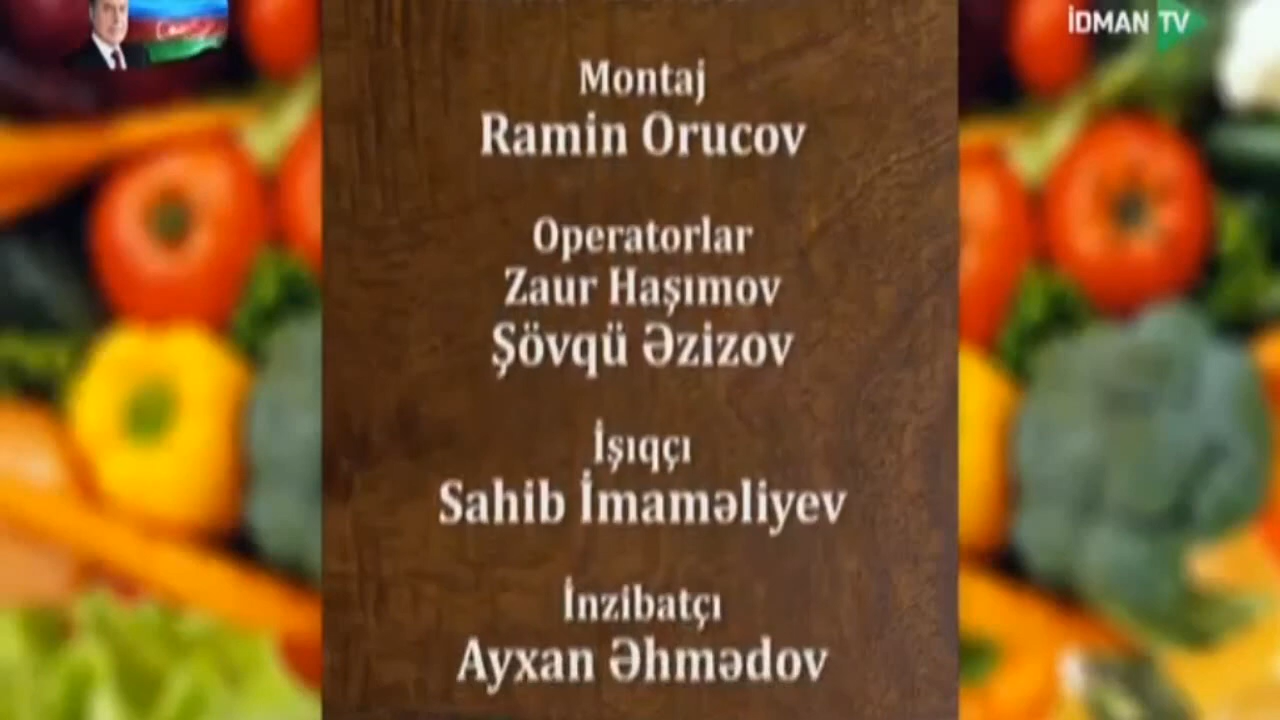 İDMAN TV
Montaj
Ramin Orucov
Operatorlar
Zaur Haşımov
Şövqü Əzizov
İşıqçı
Sahib İmaməliyev
İnzibatçı
Ayxan Əhmədov